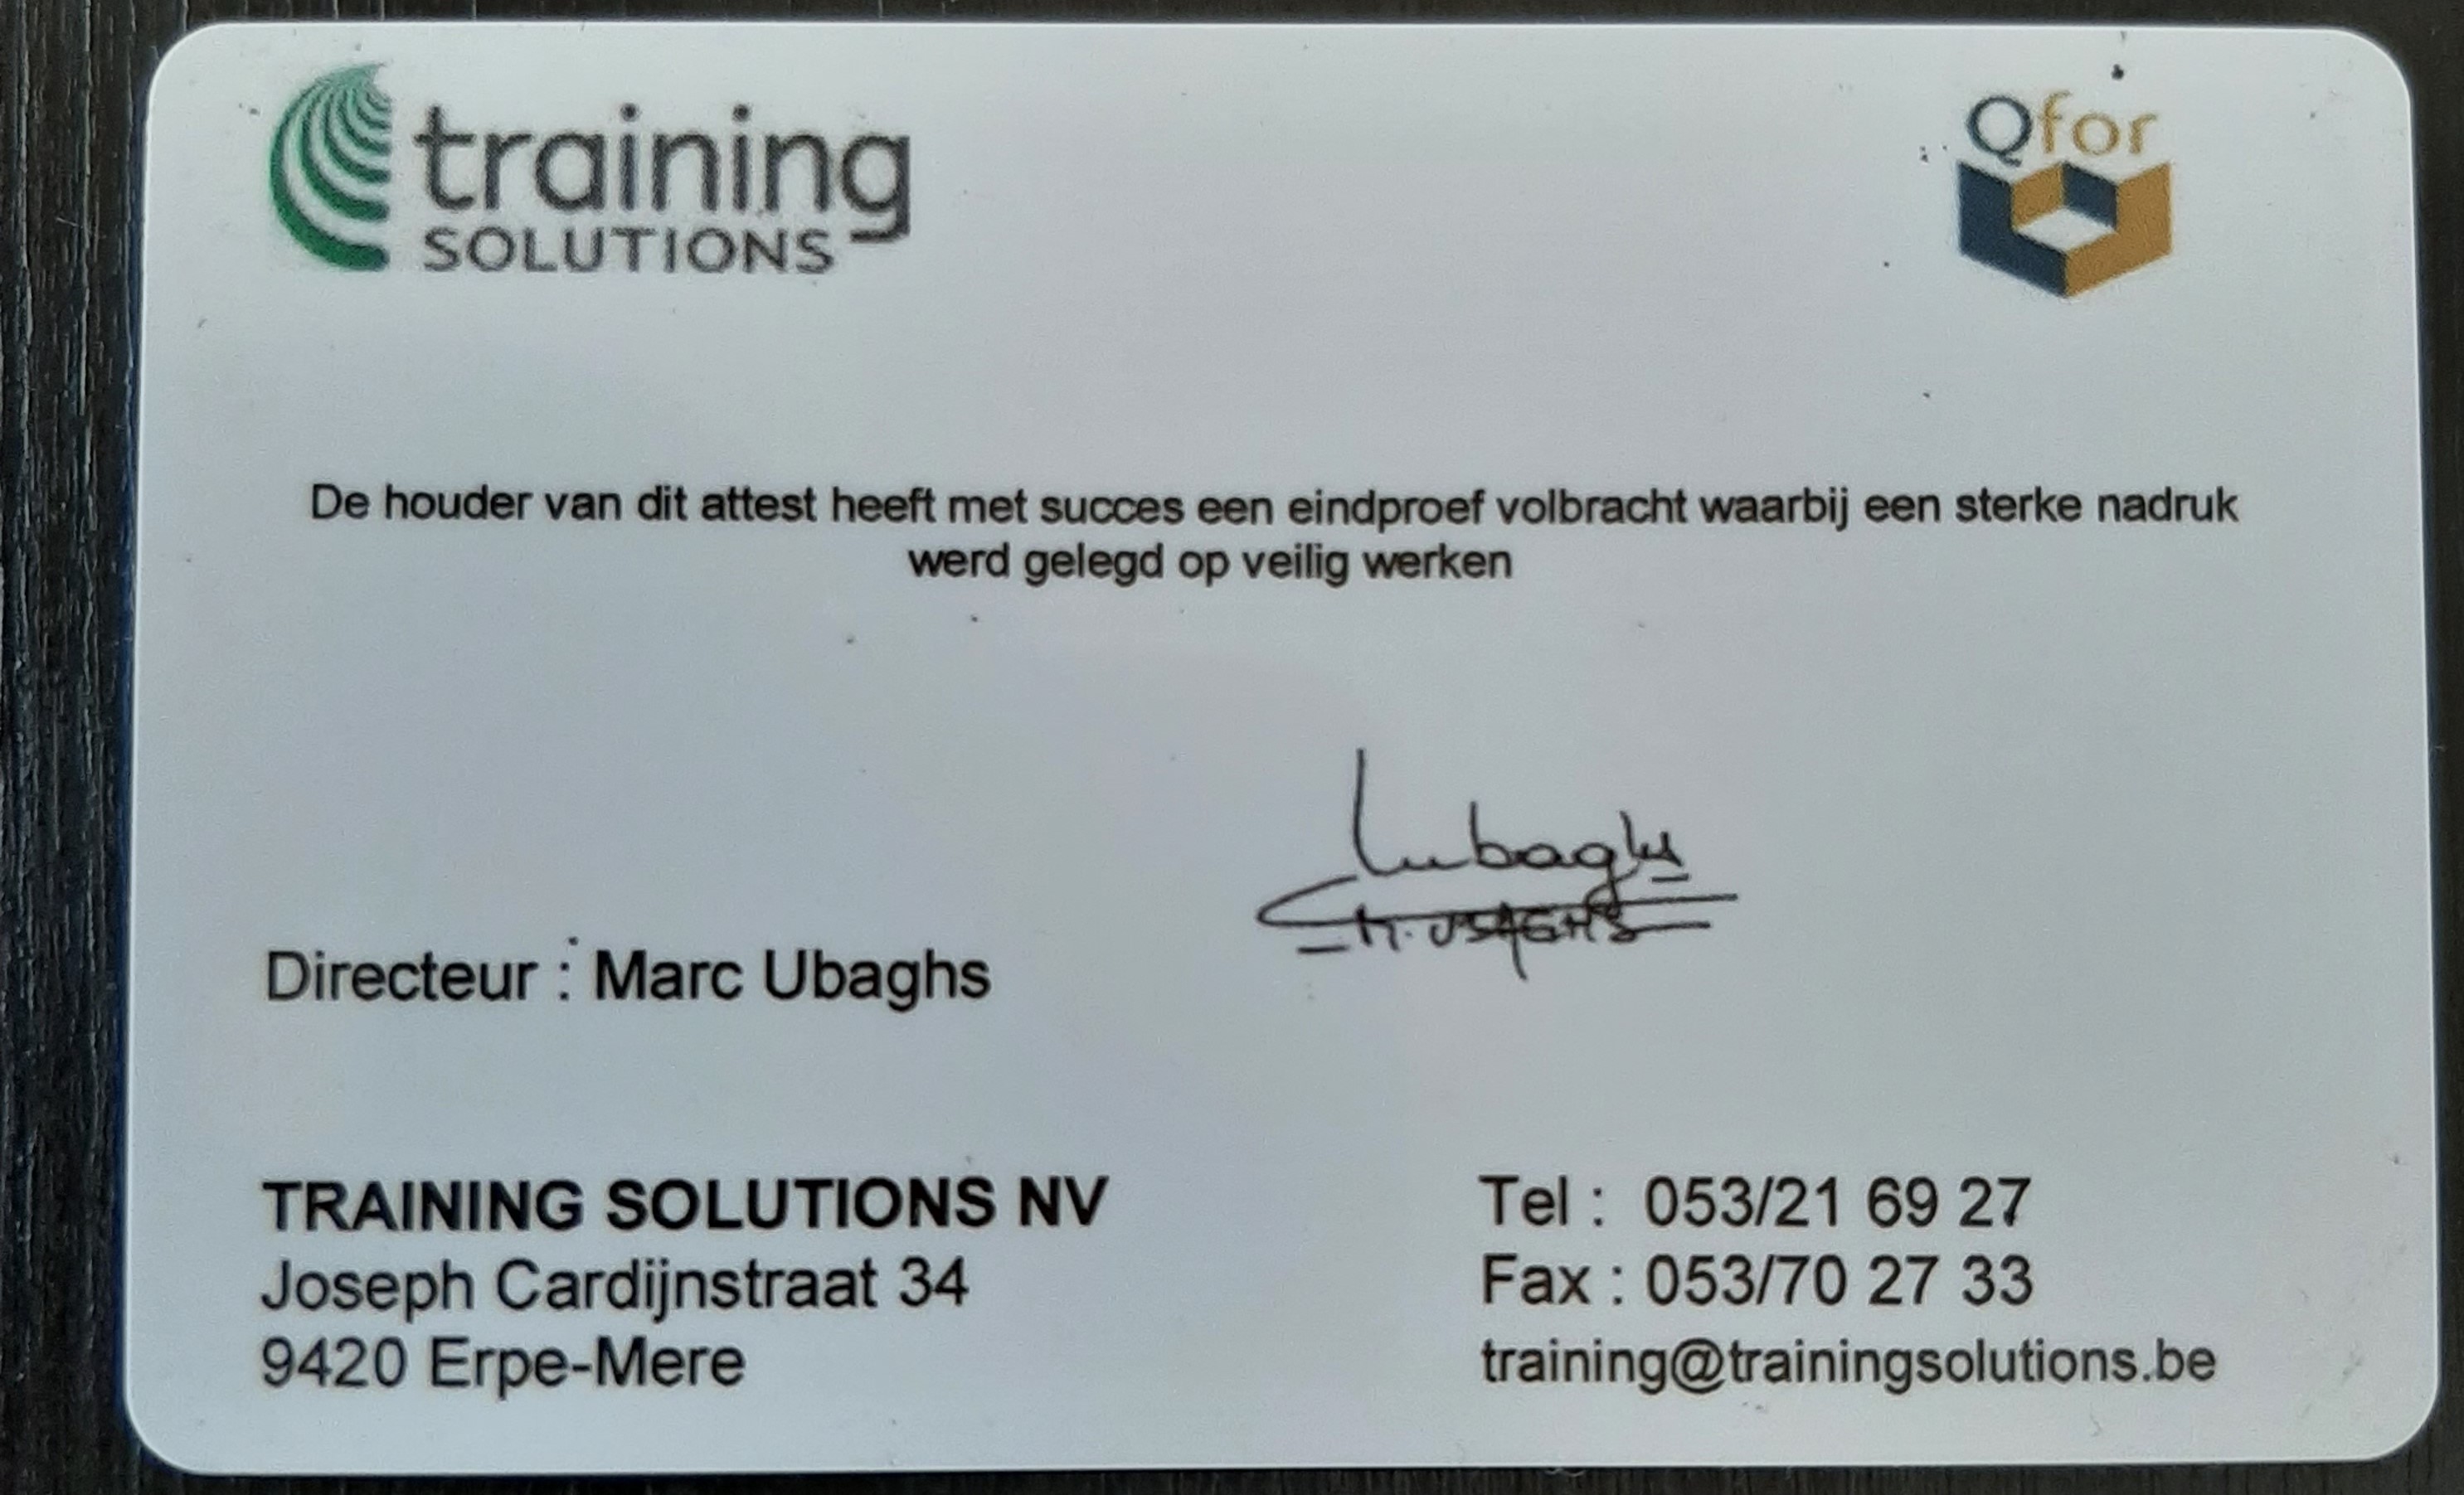 training
SOLUTIONS
Qfor
De houder van dit attest heeft met succes een eindproef volbracht waarbij een sterke nadruk
werd gelegd op veilig werken
Ubaghs
M. UBAGHS
Directeur : Marc Ubaghs
TRAINING SOLUTIONS NV
Joseph Cardijnstraat 34
9420 Erpe-Mere
Tel : 053/21 69 27
Fax : 053/70 27 33
training@trainingsolutions.be